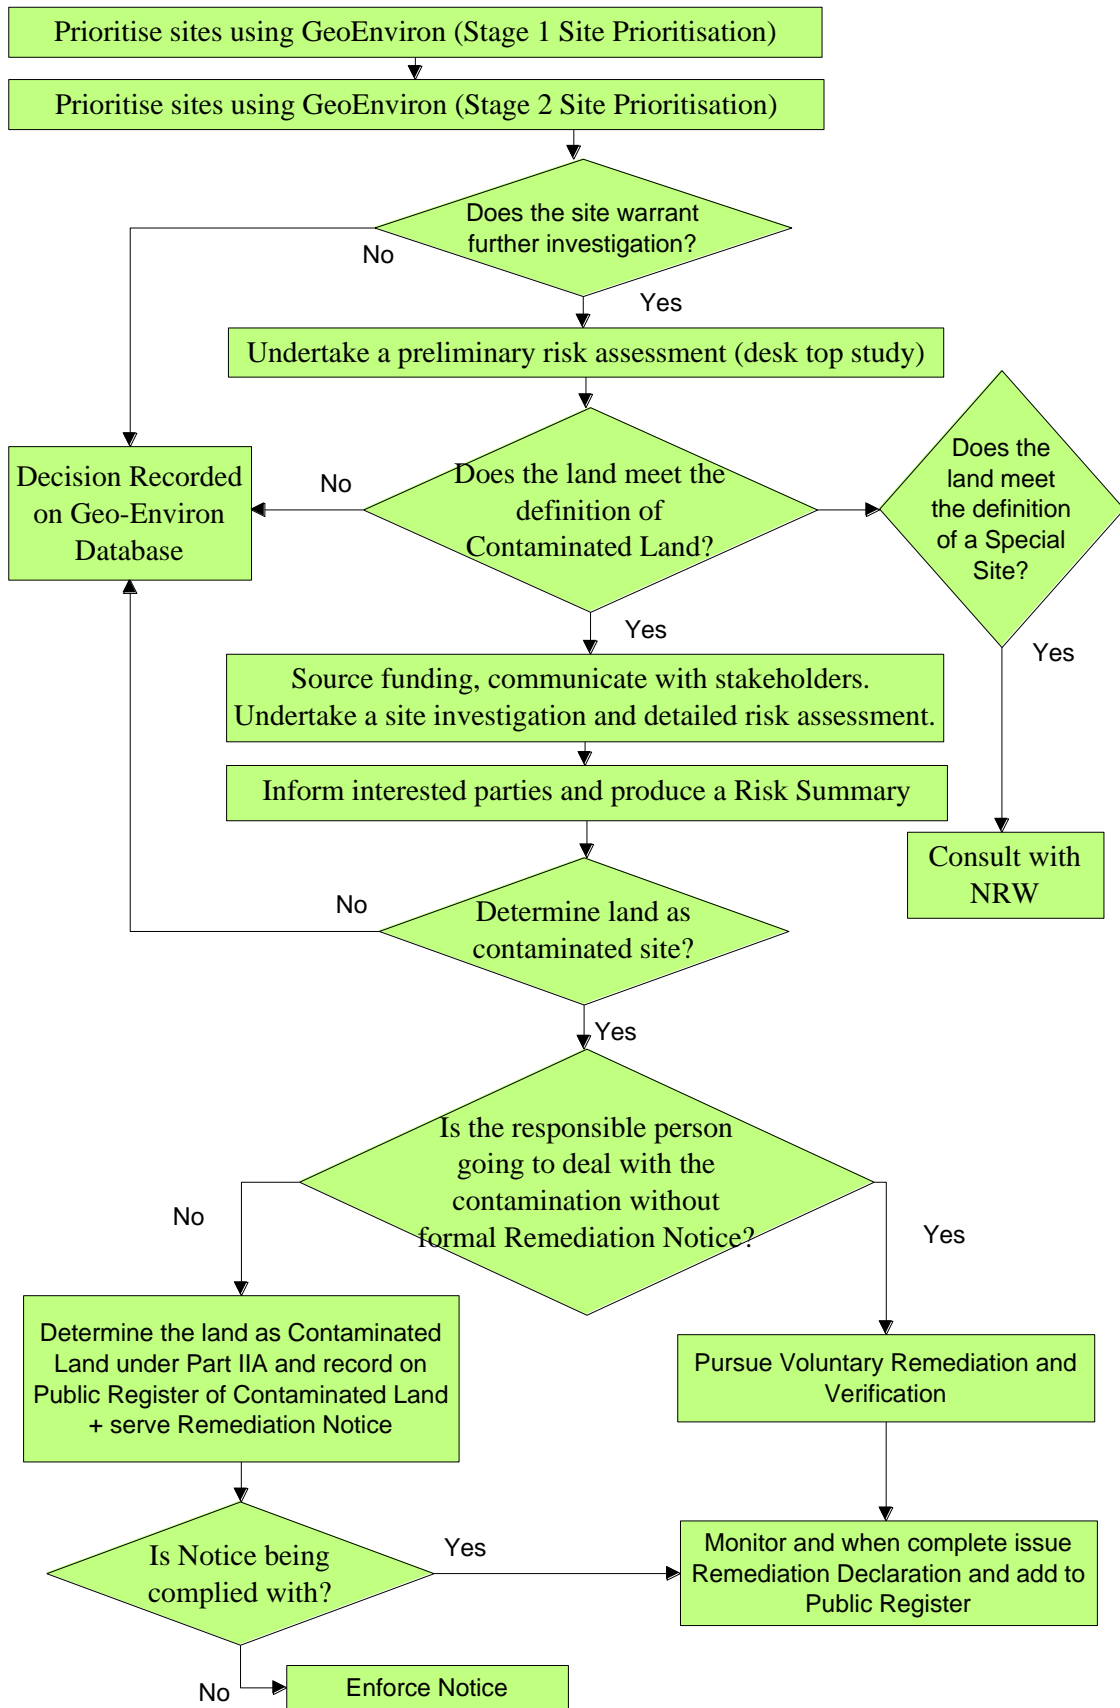 Prioritise sites using GeoEnviron (Stage 1 Site Prioritisation)
Prioritise sites using GeoEnviron (Stage 2 Site Prioritisation)
Does the site warrant
further investigation?
No
Yes
Undertake a preliminary risk assessment (desk top study)
Decision Recorded
on Geo-Environ
Database
No
Does the land meet the
definition of
Contaminated Land?
Does the
land meet
the definition
of a Special
Site?
Yes
Yes
Source funding, communicate with stakeholders.
Undertake a site investigation and detailed risk assessment.
Inform interested parties and produce a Risk Summary
Consult with
NRW
No
Determine land as
contaminated site?
Yes
Is the responsible person
going to deal with the
contamination without
formal Remediation Notice?
No
Yes
Determine the land as Contaminated
Land under Part IIA and record on
Public Register of Contaminated Land
+ serve Remediation Notice
Pursue Voluntary Remediation and
Verification
Is Notice being
complied with?
Yes
Monitor and when complete issue
Remediation Declaration and add to
Public Register
No
Enforce Notice